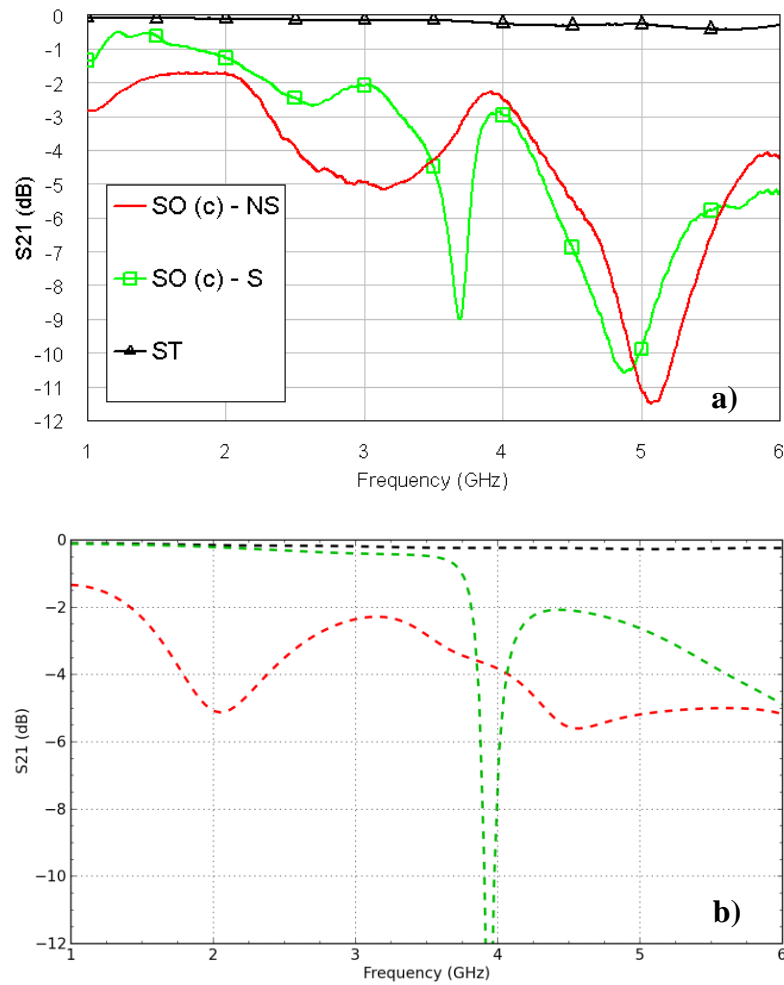 0
-1
-2
-3
-4
-5
-6
-7
-8
-9
-10
-11
-12
S21 (dB)
SO (c) - NS
SO (c) - S
ST
a)
1 2 3 4 5 6
Frequency (GHz)
0
−2
−4
−6
−8
−10
−12
S21 (dB)
b)
1 2 3 4 5 6
Frequency (GHz)